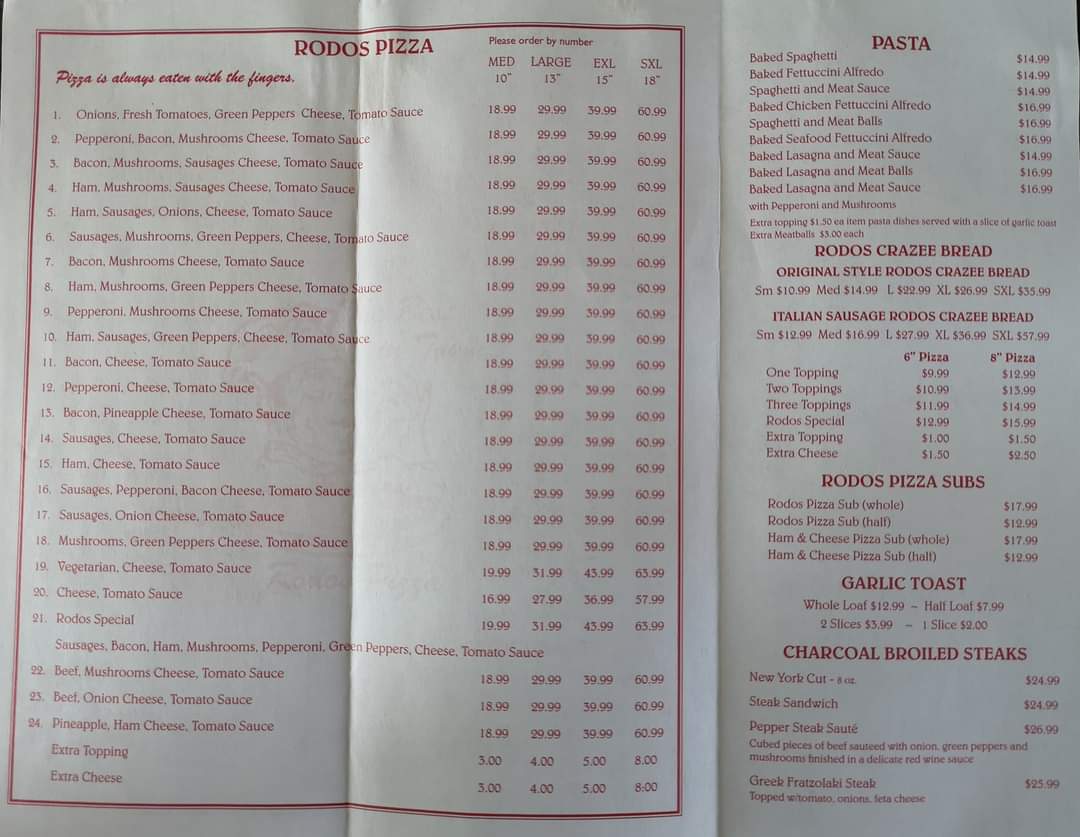 RODOS PIZZA
Please order by number
Pizza is always eaten with the fingers.
MED LARGE EXL SXL
10" 13" 15" 18"
1. Onions, Fresh Tomatoes, Green Peppers Cheese, Tomato Sauce 18.99 29.99 39.99 60.99
2. Pepperoni, Bacon, Mushrooms Cheese, Tomato Sauce 18.99 29.99 39.99 60.99
3. Bacon, Mushrooms, Sausages Cheese, Tomato Sauce 18.99 29.99 39.99 60.99
4. Ham, Mushrooms, Sausages Cheese, Tomato Sauce 18.99 29.99 39.99 60.99
5. Ham, Sausages, Onions, Cheese, Tomato Sauce 18.99 29.99 39.99 60.99
6. Sausages, Mushrooms, Green Peppers, Cheese, Tomato Sauce 18.99 29.99 39.99 60.99
7. Bacon, Mushrooms Cheese, Tomato Sauce 18.99 29.99 39.99 60.99
8. Ham, Mushrooms, Green Peppers Cheese, Tomato Sauce 18.99 29.99 39.99 60.99
9. Pepperoni, Mushrooms Cheese, Tomato Sauce 18.99 29.99 39.99 60.99
10. Ham, Sausages, Green Peppers, Cheese, Tomato Sauce 18.99 29.99 39.99 60.99
11. Bacon, Cheese, Tomato Sauce 18.99 29.99 39.99 60.99
12. Pepperoni, Cheese, Tomato Sauce 18.99 29.99 39.99 60.99
13. Bacon, Pineapple Cheese, Tomato Sauce 18.99 29.99 39.99 60.99
14. Sausages, Cheese, Tomato Sauce 18.99 29.99 39.99 60.99
15. Ham, Cheese, Tomato Sauce 18.99 29.99 39.99 60.99
16. Sausages, Pepperoni, Bacon Cheese, Tomato Sauce 18.99 29.99 39.99 60.99
17. Sausages, Onion Cheese, Tomato Sauce 18.99 29.99 39.99 60.99
18. Mushrooms, Green Peppers Cheese, Tomato Sauce 18.99 29.99 39.99 60.99
19. Vegetarian, Cheese, Tomato Sauce 19.99 31.99 43.99 63.99
20. Cheese, Tomato Sauce 16.99 27.99 36.99 57.99
21. Rodos Special 19.99 31.99 43.99 63.99
Sausages, Bacon, Ham, Mushrooms, Pepperoni, Green Peppers, Cheese, Tomato Sauce
22. Beef, Mushrooms Cheese, Tomato Sauce 18.99 29.99 39.99 60.99
23. Beef, Onion Cheese, Tomato Sauce 18.99 29.99 39.99 60.99
24. Pineapple, Ham Cheese, Tomato Sauce 18.99 29.99 39.99 60.99
Extra Topping 3.00 4.00 5.00 8.00
Extra Cheese 3.00 4.00 5.00 8:00
PASTA
Baked Spaghetti $14.99
Baked Fettuccini Alfredo $14.99
Spaghetti and Meat Sauce $14.99
Baked Chicken Fettuccini Alfredo $16.99
Spaghetti and Meat Balls $16.99
Baked Seafood Fettuccini Alfredo $16.99
Baked Lasagna and Meat Sauce $14.99
Baked Lasagna and Meat Balls $16.99
Baked Lasagna and Meat Sauce $16.99
with Pepperoni and Mushrooms
Extra topping $1.50 ea item pasta dishes served with a slice of garlic toast
Extra Meatballs $3.00 each
RODOS CRAZEE BREAD
ORIGINAL STYLE RODOS CRAZEE BREAD
Sm $10.99 Med $14.99 L $22.99 XL $26.99 SXL $35.99
ITALIAN SAUSAGE RODOS CRAZEE BREAD
Sm $12.99 Med $16.99 L $27.99 XL $36.99 SXL $57.99
6" Pizza 8" Pizza
One Topping $9.99 $12.99
Two Toppings $10.99 $13.99
Three Toppings $11.99 $14.99
Rodos Special $12.99 $15.99
Extra Topping $1.00 $1.50
Extra Cheese $1.50 $2.50
RODOS PIZZA SUBS
Rodos Pizza Sub (whole) $17.99
Rodos Pizza Sub (half) $12.99
Ham & Cheese Pizza Sub (whole) $17.99
Ham & Cheese Pizza Sub (half) $12.99
GARLIC TOAST
Whole Loaf $12.99 ~ Half Loaf $7.99
2 Slices $3.99 ~ 1 Slice $2.00
CHARCOAL BROILED STEAKS
New York Cut - 8 oz. $24.99
Steak Sandwich $24.99
Pepper Steak Sauté $26.99
Cubed pieces of beef sauteed with onion, green peppers and
mushrooms finished in a delicate red wine sauce
Greek Fratzolaki Steak $25.99
Topped w/tomato, onions, feta cheese